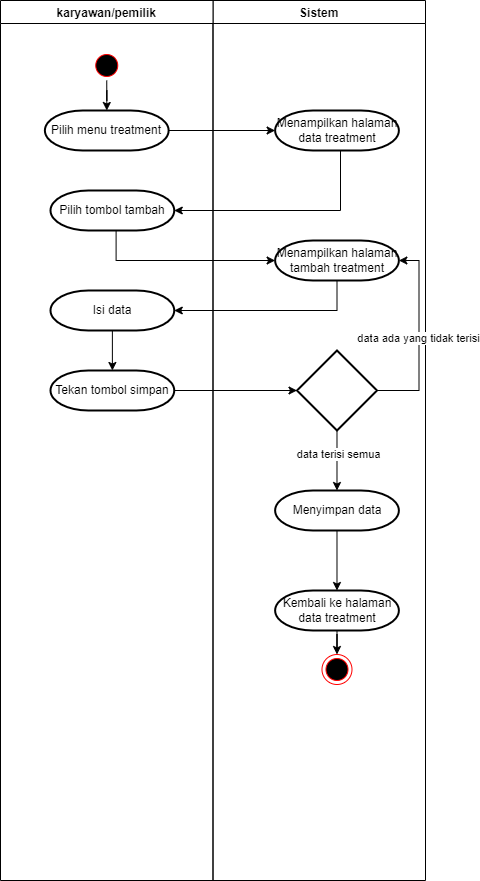 karyawan/pemilik
Sistem
Pilih menu treatment
Menampilkan halaman
data treatment
Pilih tombol tambah
Menampilkan halaman
tambah treatment
Isi data
data ada yang tidak terisi
Tekan tombol simpan
data terisi semua
Menyimpan data
Kembali ke halaman
data treatment